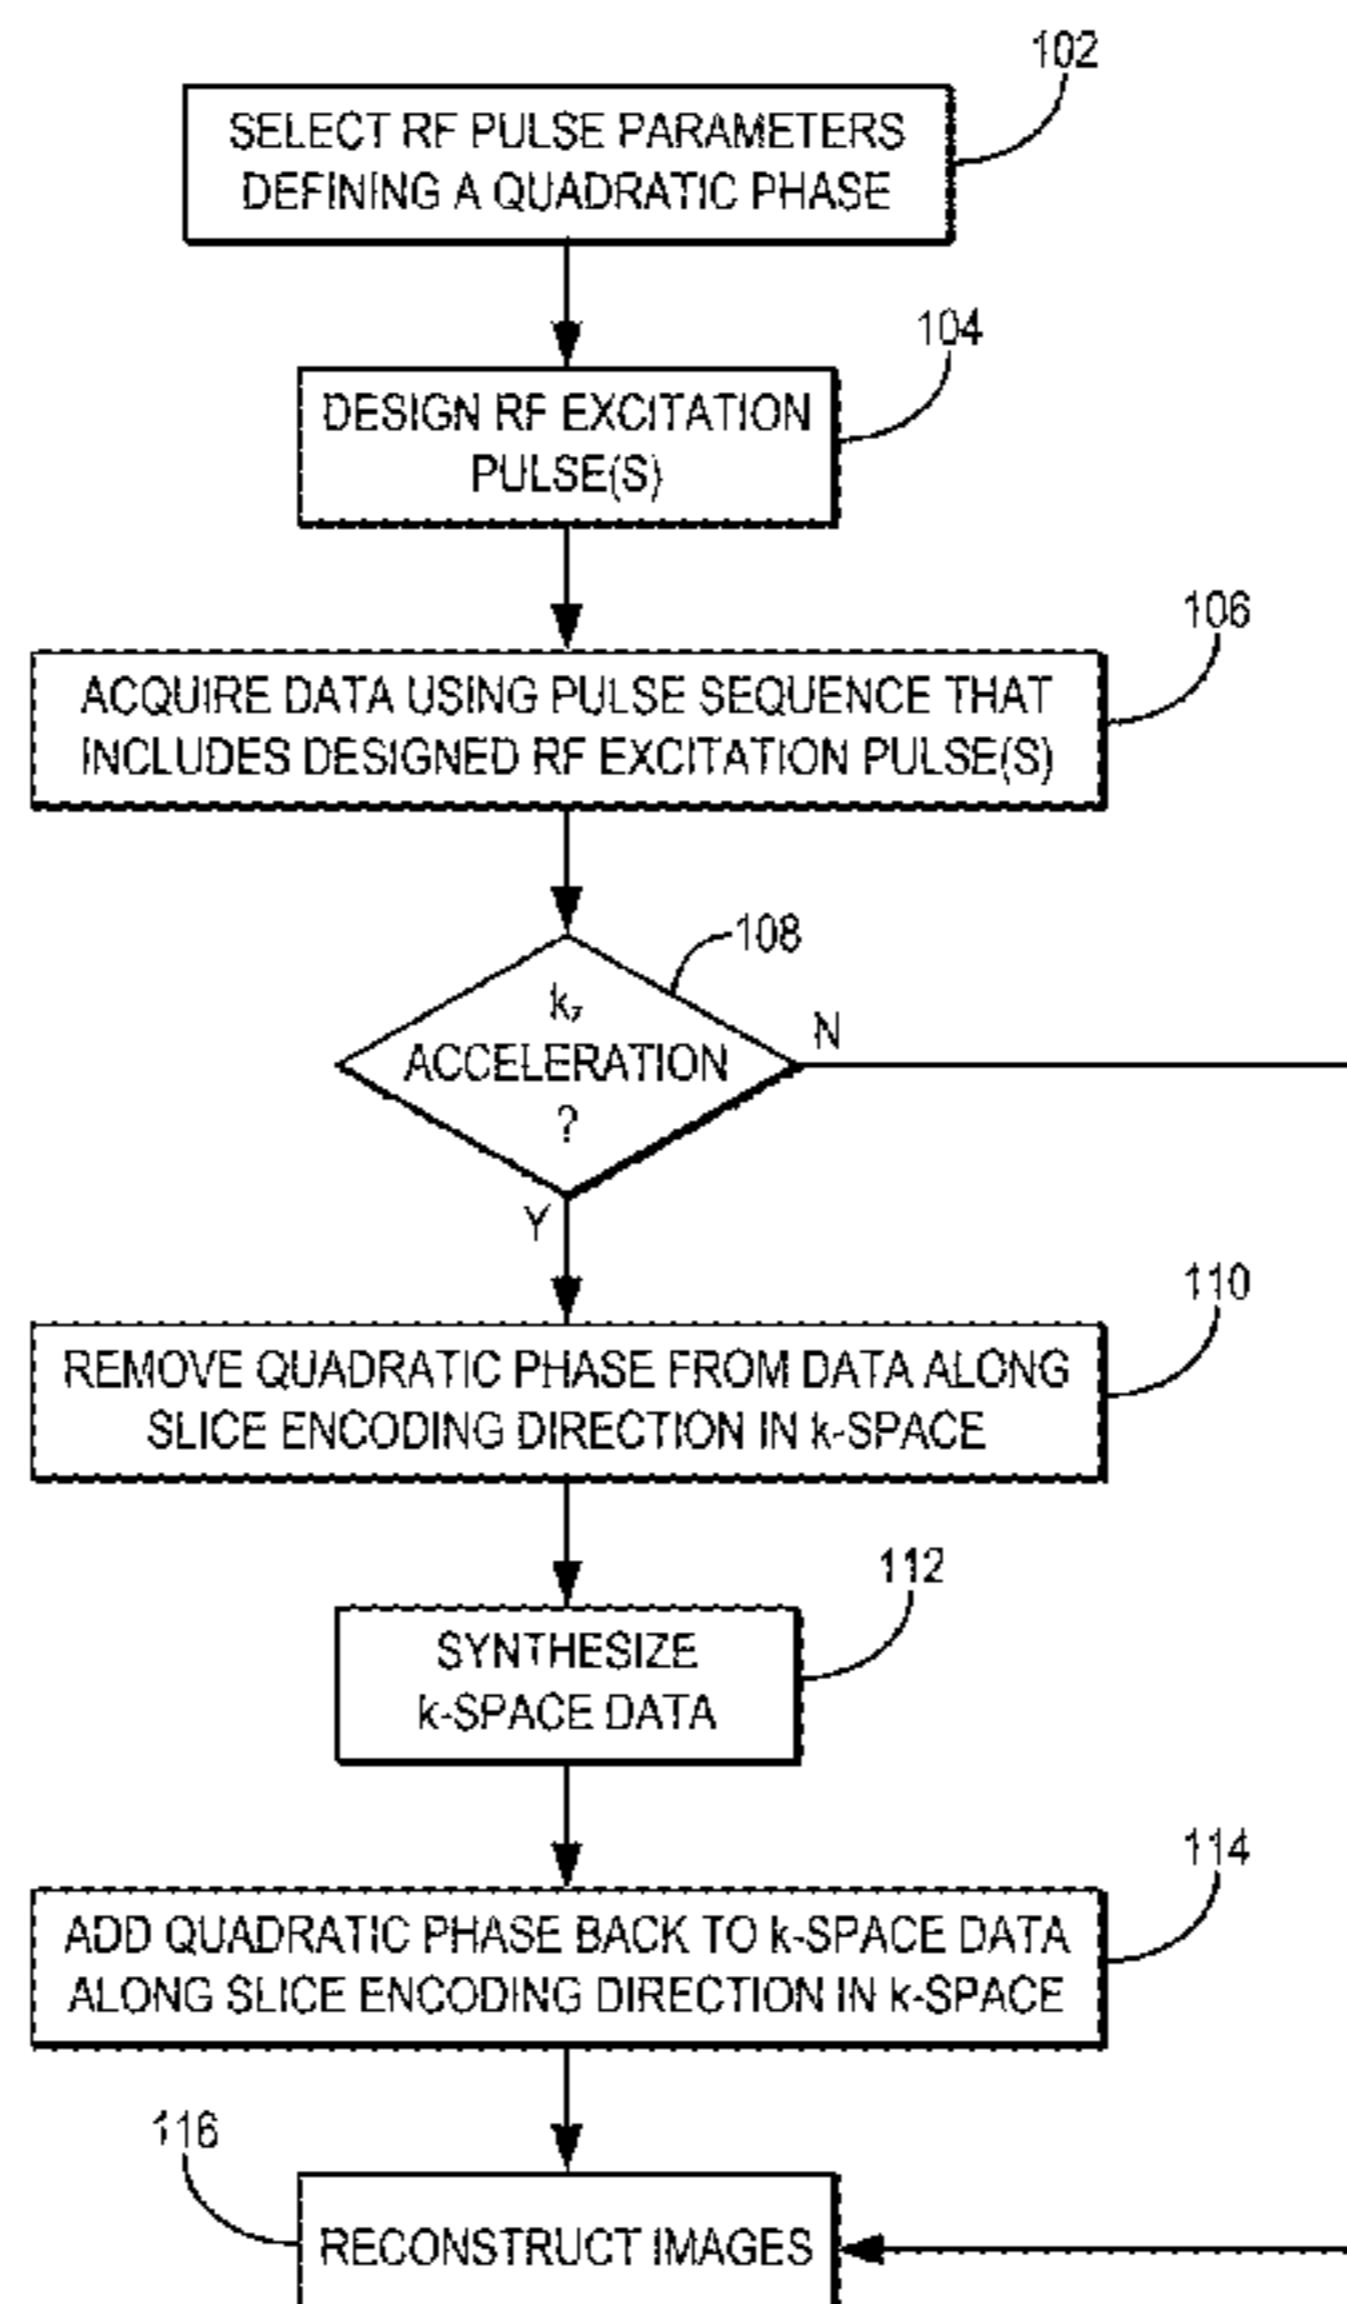 102
SELECT RF PULSE PARAMETERS
DEFINING A QUADRATIC PHASE
104
DESIGN RF EXCITATION
PULSE(S)
106
ACQUIRE DATA USING PULSE SEQUENCE THAT
INCLUDES DESIGNED RF EXCITATION PULSE(S)
108
kz
ACCELERATION
?
N
Y
110
REMOVE QUADRATIC PHASE FROM DATA ALONG
SLICE ENCODING DIRECTION IN k-SPACE
112
SYNTHESIZE
k-SPACE DATA
114
ADD QUADRATIC PHASE BACK TO k-SPACE DATA
ALONG SLICE ENCODING DIRECTION IN k-SPACE
116
RECONSTRUCT IMAGES